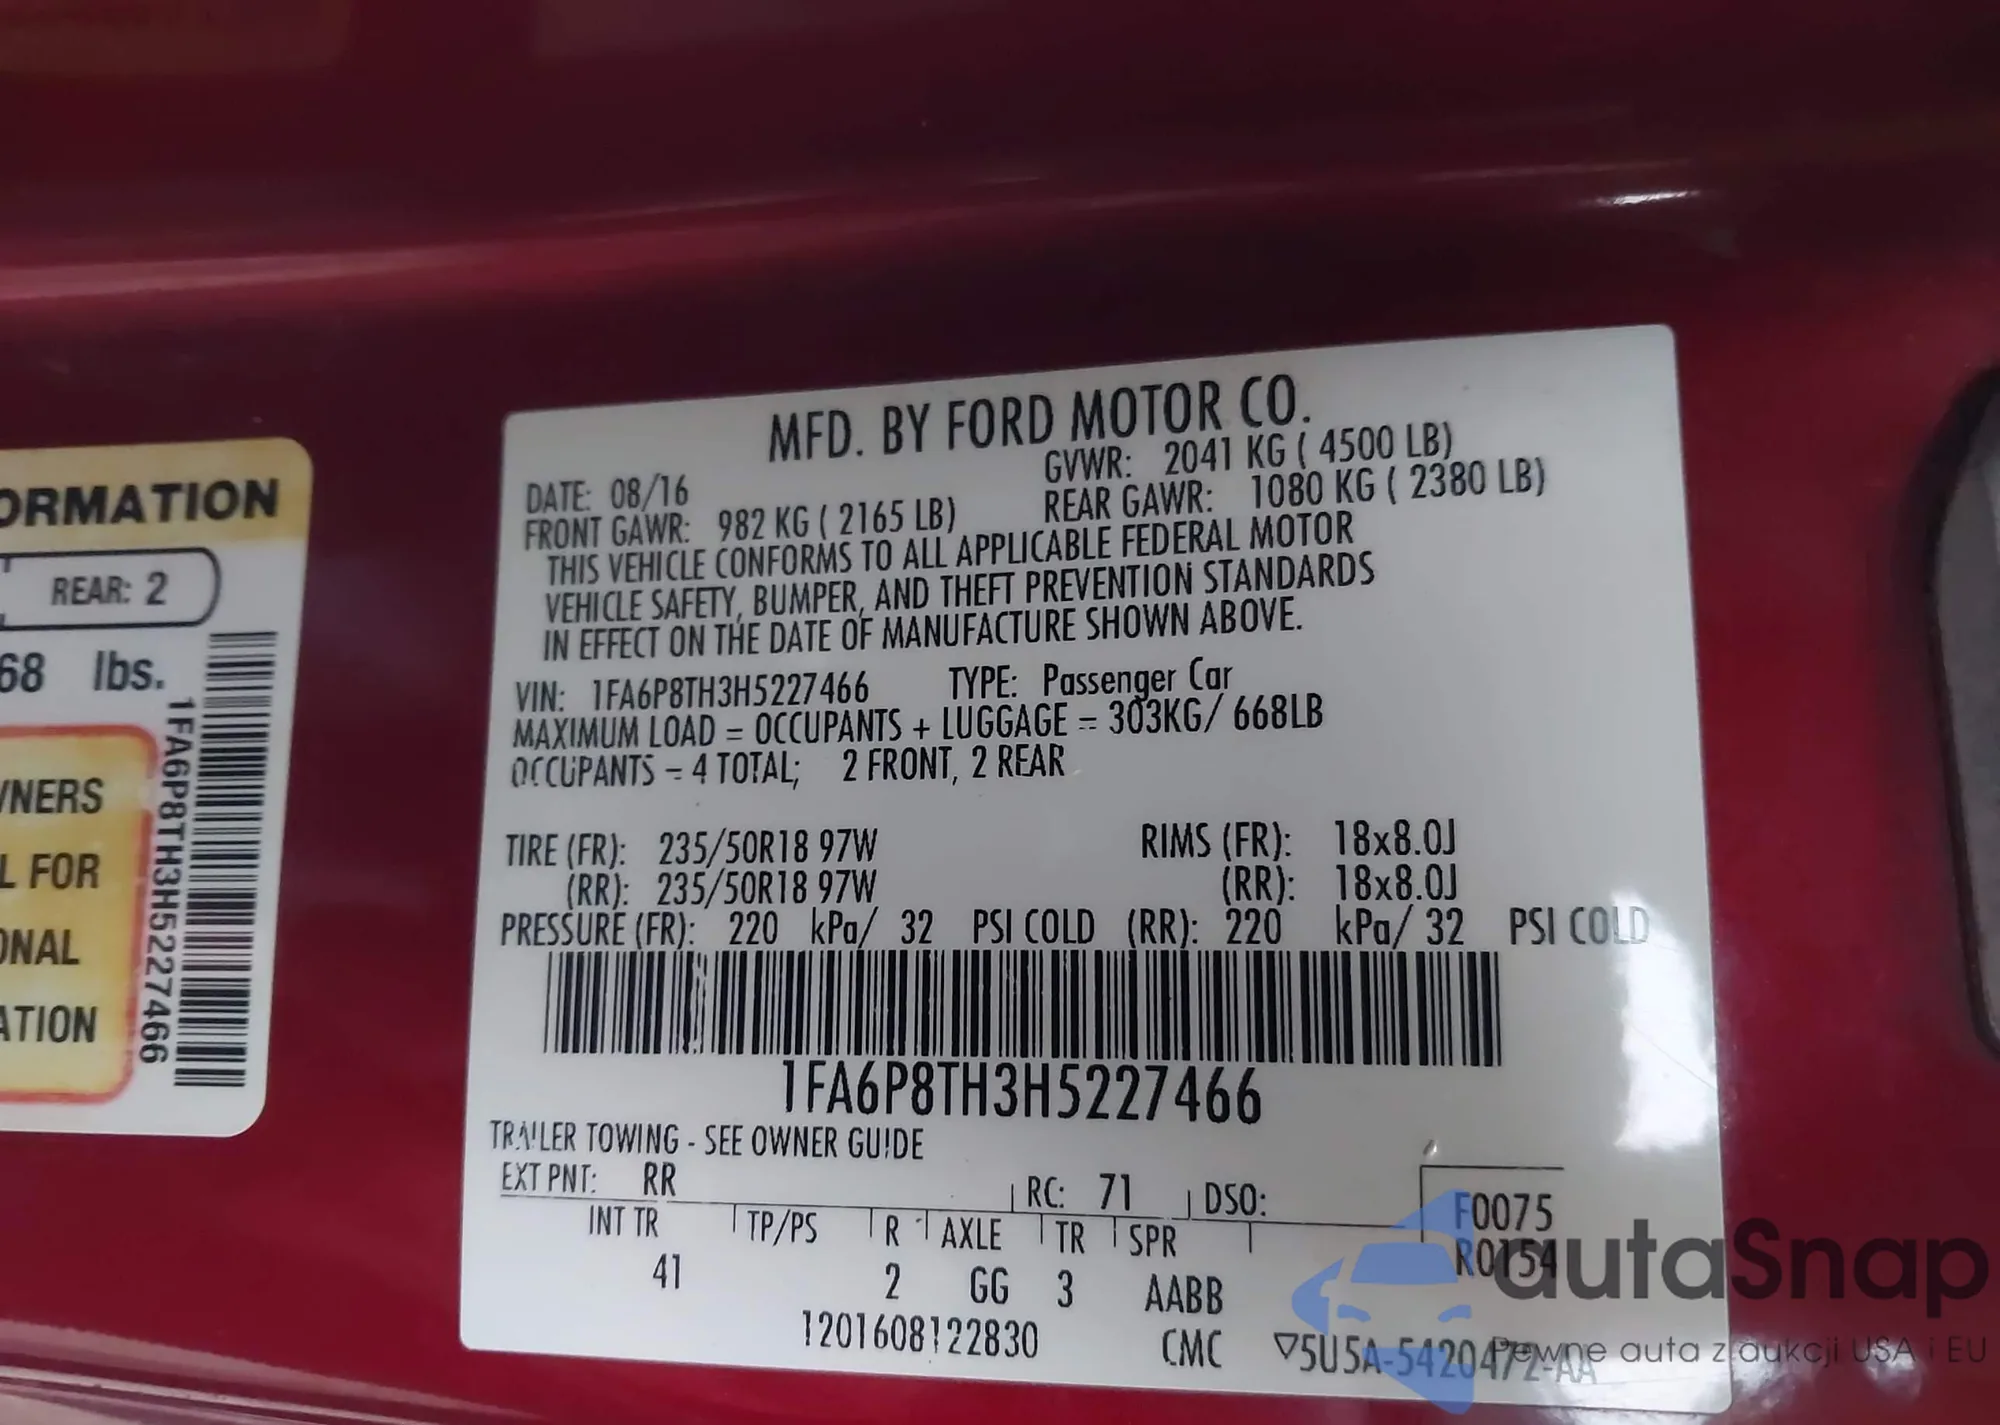 ORMATION
REAR: 2
68 lbs.
WNERS
L FOR
ONAL
ATION
1FA6P8TH3H5227466
MFD. BY FORD MOTOR CO.
DATE: 08/16 GVWR: 2041 KG ( 4500 LB)
FRONT GAWR: 982 KG ( 2165 LB) REAR GAWR: 1080 KG ( 2380 LB)
THIS VEHICLE CONFORMS TO ALL APPLICABLE FEDERAL MOTOR
VEHICLE SAFETY, BUMPER, AND THEFT PREVENTION STANDARDS
IN EFFECT ON THE DATE OF MANUFACTURE SHOWN ABOVE.
VIN: 1FA6P8TH3H5227466 TYPE: Passenger Car
MAXIMUM LOAD = OCCUPANTS + LUGGAGE = 303KG/ 668LB
OCCUPANTS = 4 TOTAL; 2 FRONT, 2 REAR
TIRE (FR): 235/50R18 97W RIMS (FR): 18x8.0J
(RR): 235/50R18 97W (RR): 18x8.0J
PRESSURE (FR): 220 kPa/ 32 PSI COLD (RR): 220 kPa/ 32 PSI COLD
1FA6P8TH3H5227466
TRAILER TOWING - SEE OWNER GUIDE
EXT PNT: RR RC: 71 DSO:
F0075
R0154
INT TR TP/PS R AXLE TR SPR
41 2 GG 3 AABB
1201608122830 CMC ▽5U5A-5420472-AA
autaSnap
Pewne auta z aukcji USA i EU